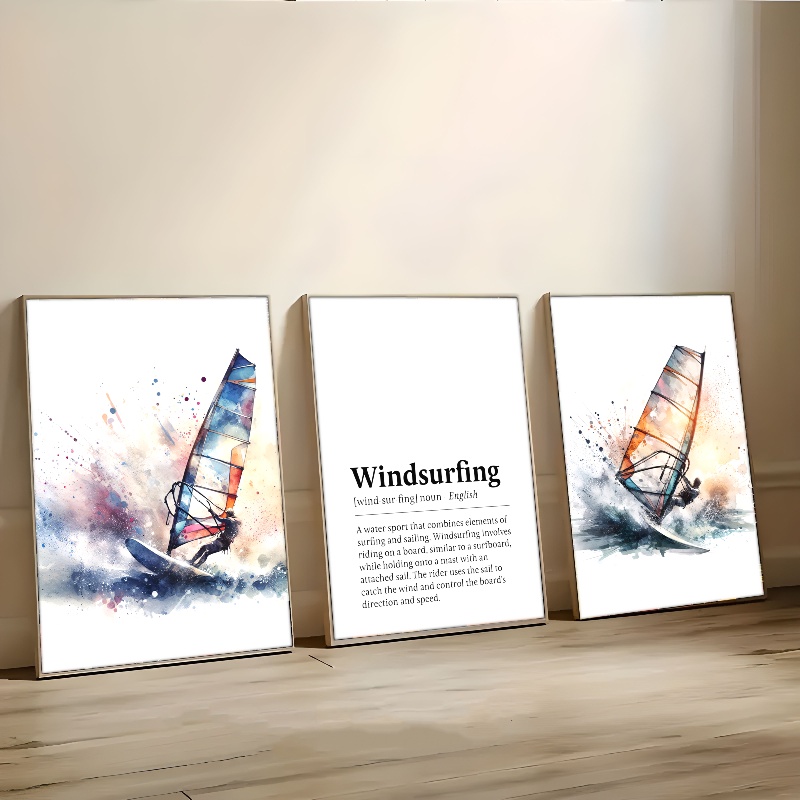 Windsurfing
[wind·sur·fing] noun English
A water sport that combines elements of
surfing and sailing. Windsurfing involves
riding on a board, similar to a surfboard,
while holding onto a mast with an
attached sail. The rider uses the sail to
catch the wind and control the board's
direction and speed.